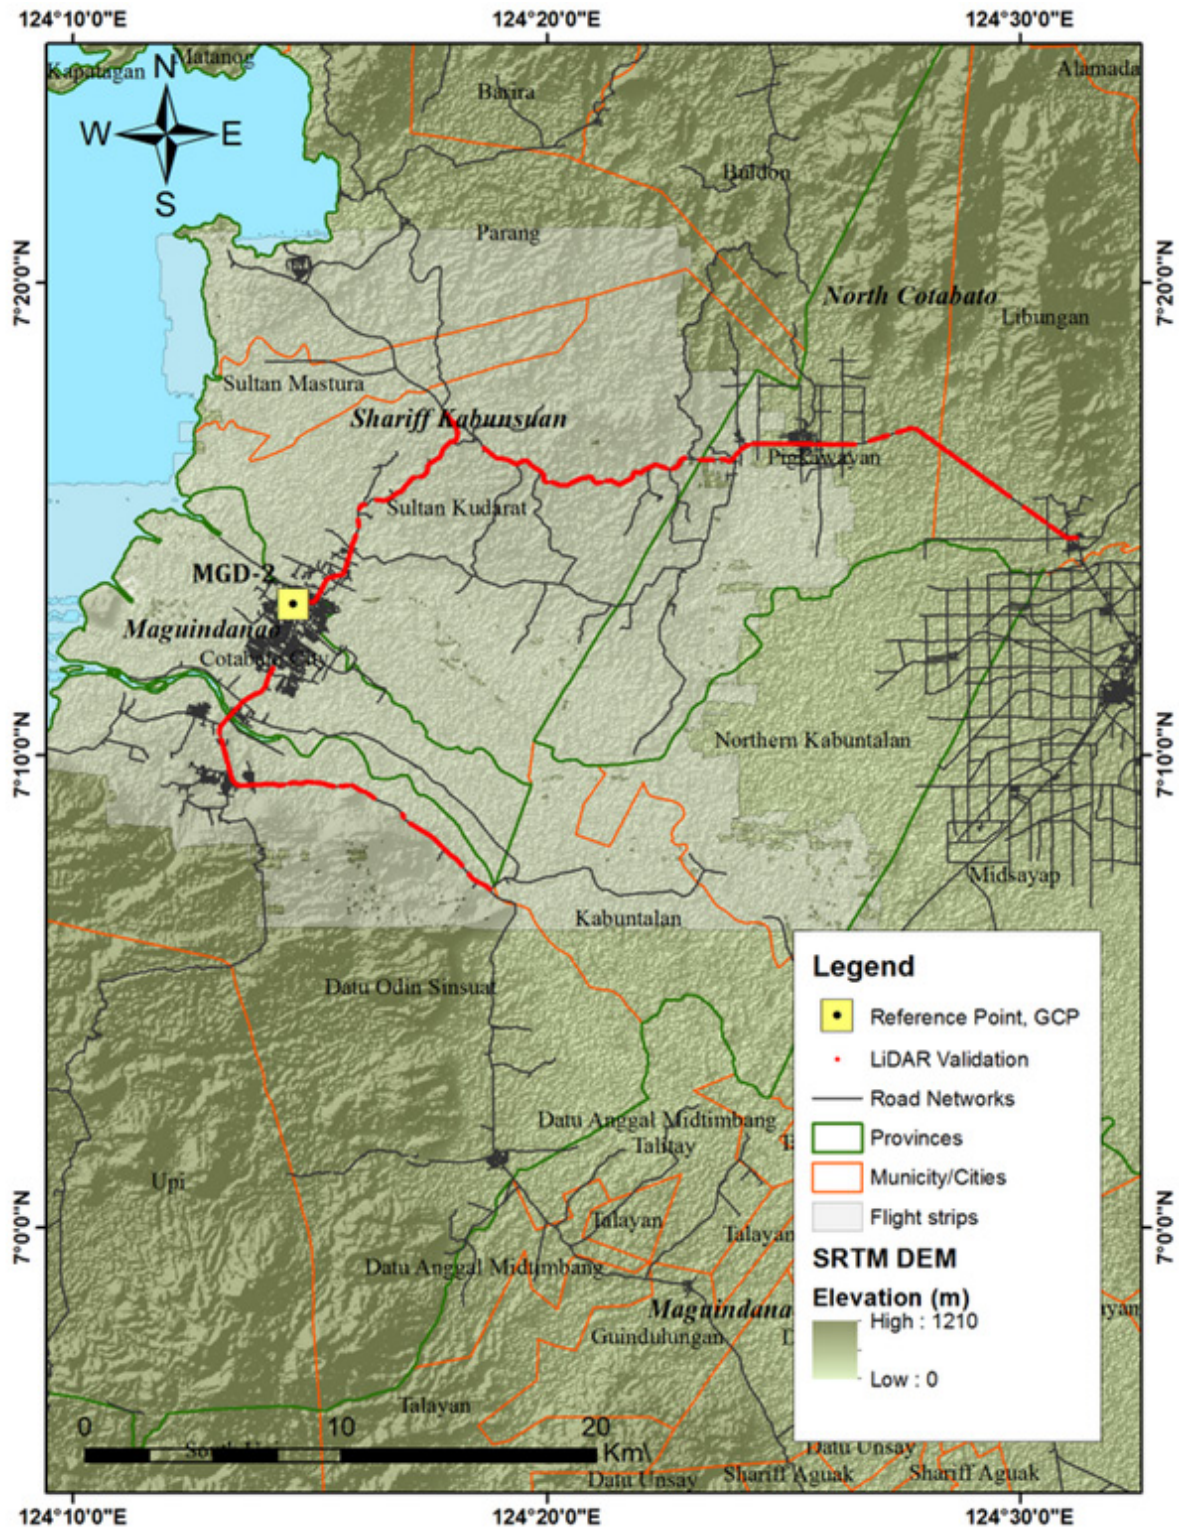 124°10'0"E
124°20'0"E
124°30'0"E
Kapatagan
Matanog
N
W
E
S
Barira
Alamada
Buldon
Parang
7°20'0"N
7°20'0"N
North Cotabato
Libungan
Sultan Mastura
Shariff Kabunsuan
Pigkawayan
Sultan Kudarat
MGD-2
Maguindanao
Cotabato City
7°10'0"N
7°10'0"N
Northern Kabuntalan
Midsayap
Kabuntalan
Datu Odin Sinsuat
Legend
Reference Point, GCP
LiDAR Validation
Road Networks
Provinces
Municity/Cities
Flight strips
SRTM DEM
Elevation (m)
High : 1210
Low : 0
Datu Anggal Midtimbang
Talitay
Upi
Talayan
Talayan
7°0'0"N
7°0'0"N
Datu Anggal Midtimbang
Maguindana
Guindulungan
Talayan
0
10
20
Km
Datu Unsay
Datu Unsay
Shariff Aguak
Shariff Aguak
124°10'0"E
124°20'0"E
124°30'0"E